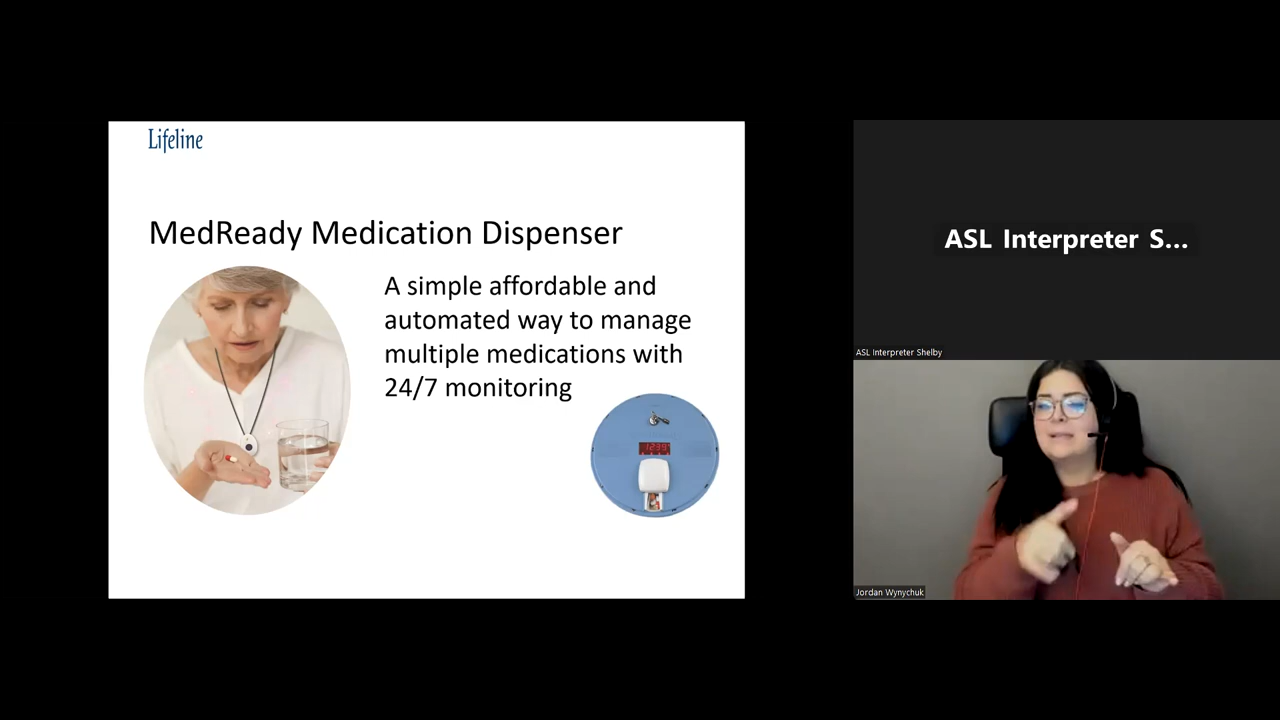 Lifeline
MedReady Medication Dispenser
A simple affordable and
automated way to manage
multiple medications with
24/7 monitoring
ASL Interpreter S...
ASL Interpreter Shelby
Jordan Wynychuk